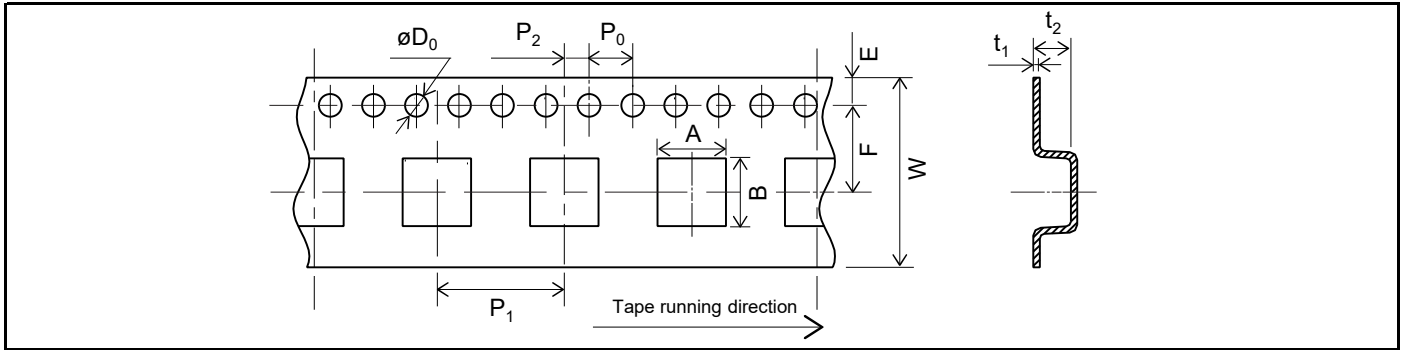 øD₀
P₂
P₀
E
t₁
t₂
A
B
F
W
P₁
Tape running direction